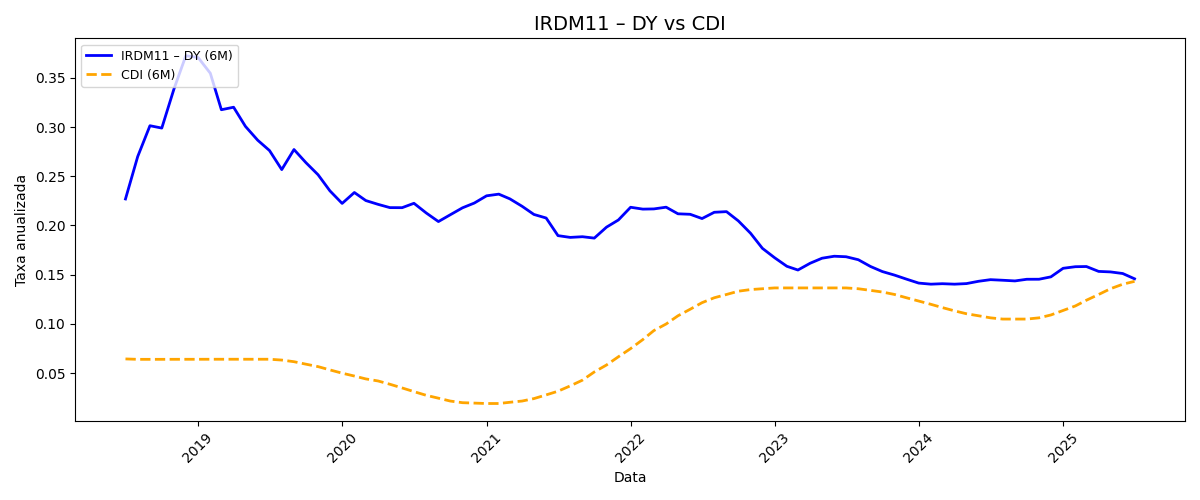 IRDM11 – DY vs CDI
IRDM11 – DY (6M)
CDI (6M)
Taxa anualizada
0.35
0.30
0.25
0.20
0.15
0.10
0.05
2019
2020
2021
2022
2023
2024
2025
Data